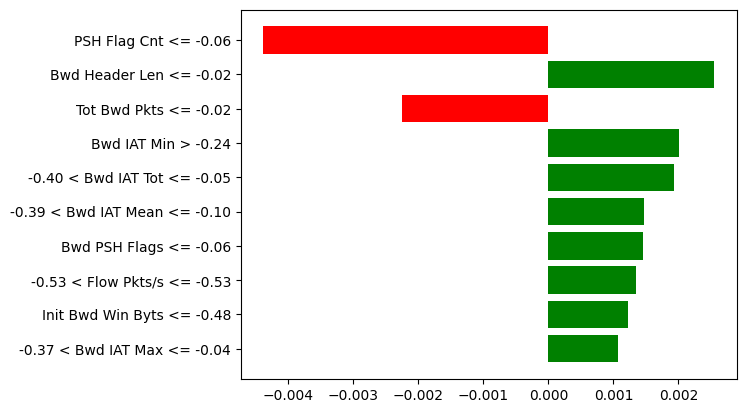 PSH Flag Cnt <= -0.06
Bwd Header Len <= -0.02
Tot Bwd Pkts <= -0.02
Bwd IAT Min > -0.24
-0.40 < Bwd IAT Tot <= -0.05
-0.39 < Bwd IAT Mean <= -0.10
Bwd PSH Flags <= -0.06
-0.53 < Flow Pkts/s <= -0.53
Init Bwd Win Byts <= -0.48
-0.37 < Bwd IAT Max <= -0.04
−0.004 −0.003 −0.002 −0.001 0.000 0.001 0.002